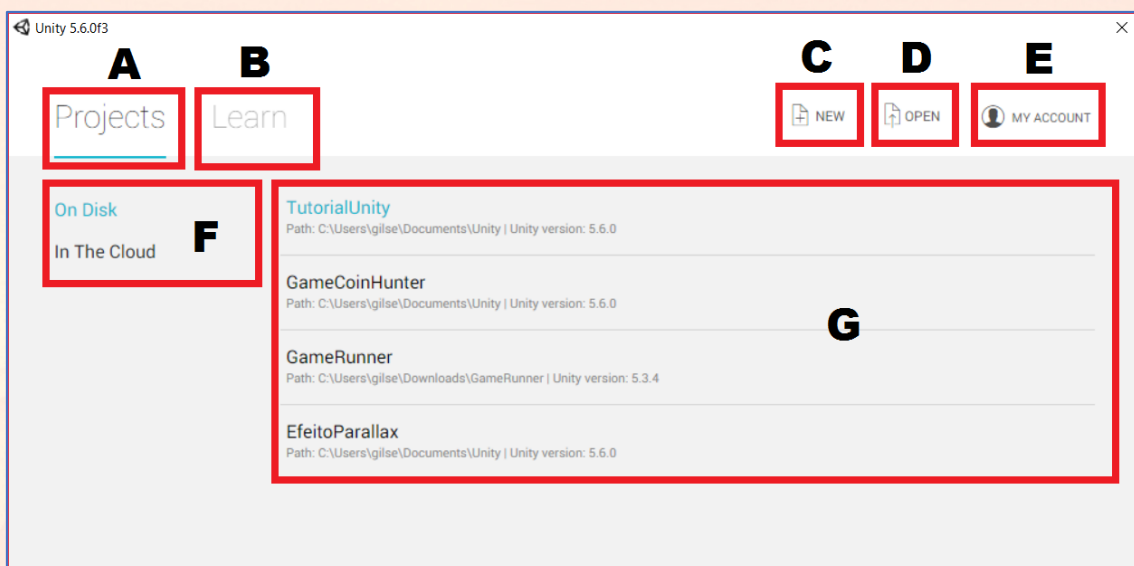 Unity 5.6.0f3
A B C D E
Projects Learn NEW OPEN MY ACCOUNT
On Disk
In The Cloud
F
TutorialUnity
Path: C:\Users\gilse\Documents\Unity | Unity version: 5.6.0
GameCoinHunter
Path: C:\Users\gilse\Documents\Unity | Unity version: 5.6.0
G
GameRunner
Path: C:\Users\gilse\Downloads\GameRunner | Unity version: 5.3.4
EfeitoParallax
Path: C:\Users\gilse\Documents\Unity | Unity version: 5.6.0